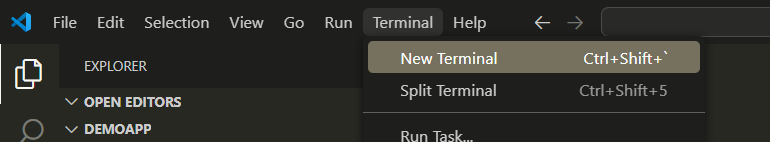 File Edit Selection View Go Run Terminal Help
EXPLORER
New Terminal Ctrl+Shift+`
OPEN EDITORS
Split Terminal Ctrl+Shift+5
DEMOAPP
Run Task...